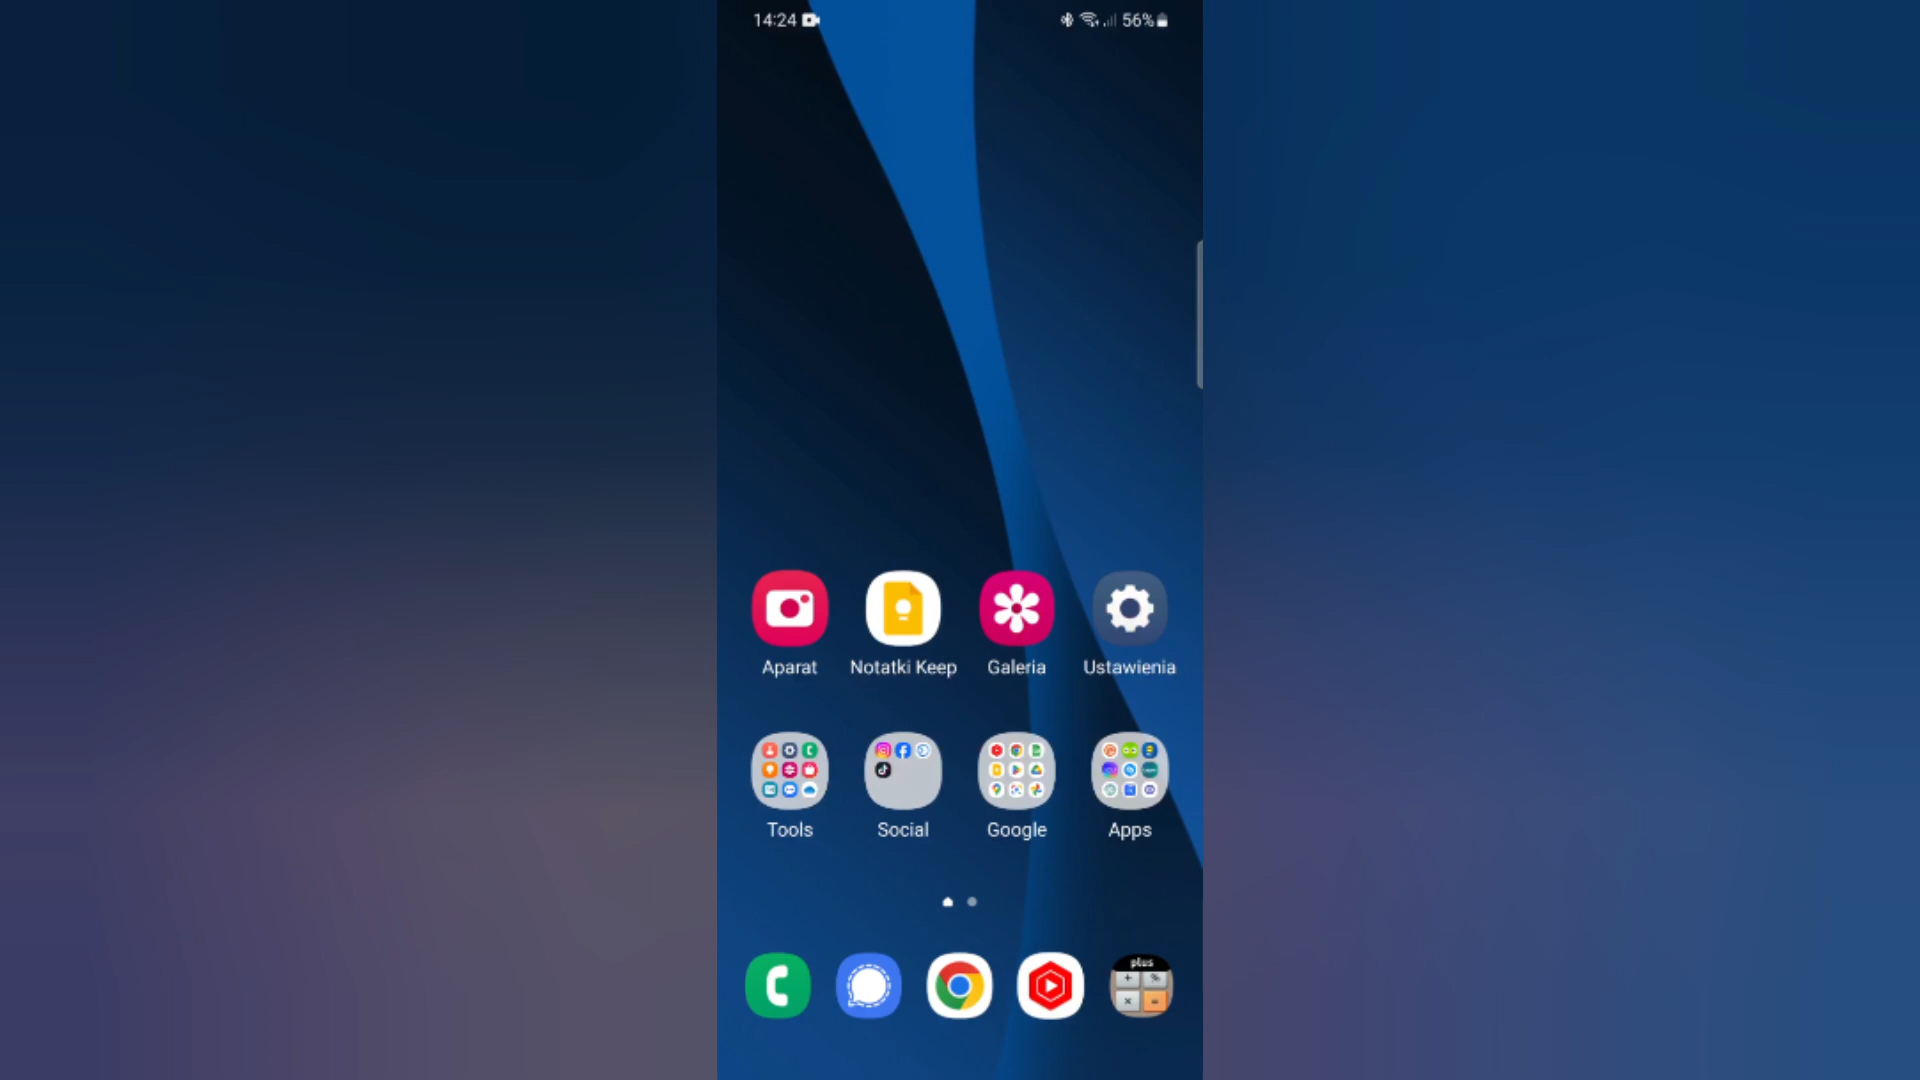 14:24 56%
Aparat Notatki Keep Galeria Ustawienia
Tools Social Google Apps
plus
+ %
× =